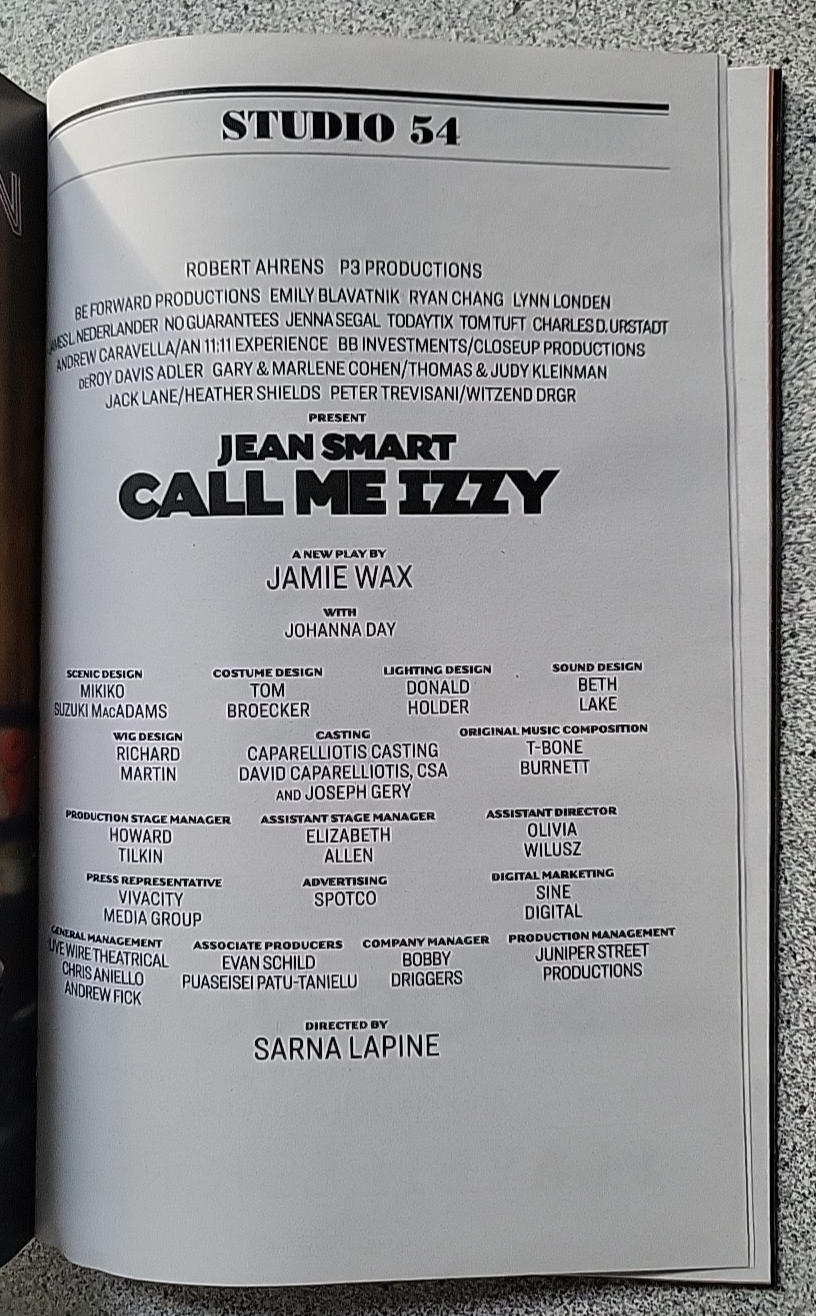 STUDIO 54
ROBERT AHRENS P3 PRODUCTIONS
BE FORWARD PRODUCTIONS EMILY BLAVATNIK RYAN CHANG LYNN LONDEN
NEDERLANDER NO GUARANTEES JENNA SEGAL TODAYTIX TOM TUFT CHARLES D. URSTADT
ANDREW CARAVELLA/AN 11:11 EXPERIENCE BB INVESTMENTS/CLOSEUP PRODUCTIONS
DEROY DAVIS ADLER GARY & MARLENE COHEN/THOMAS & JUDY KLEINMAN
JACK LANE/HEATHER SHIELDS PETER TREVISANI/WITZEND DRGR
PRESENT
JEAN SMART
CALL ME IZZY
A NEW PLAY BY
JAMIE WAX
WITH
JOHANNA DAY
SCENIC DESIGN
MIKIKO
SUZUKI MACADAMS
COSTUME DESIGN
TOM
BROECKER
LIGHTING DESIGN
DONALD
HOLDER
SOUND DESIGN
BETH
LAKE
WIG DESIGN
RICHARD
MARTIN
CASTING
CAPARELLIOTIS CASTING
DAVID CAPARELLIOTIS, CSA
AND JOSEPH GERY
ORIGINAL MUSIC COMPOSITION
T-BONE
BURNETT
PRODUCTION STAGE MANAGER
HOWARD
TILKIN
ASSISTANT STAGE MANAGER
ELIZABETH
ALLEN
ASSISTANT DIRECTOR
OLIVIA
WILUSZ
PRESS REPRESENTATIVE
VIVACITY
MEDIA GROUP
ADVERTISING
SPOTCO
DIGITAL MARKETING
SINE
DIGITAL
GENERAL MANAGEMENT
LIVE WIRE THEATRICAL
CHRIS ANIELLO
ANDREW FICK
ASSOCIATE PRODUCERS
EVAN SCHILD
PUASEISEI PATU-TANIELU
COMPANY MANAGER
BOBBY
DRIGGERS
PRODUCTION MANAGEMENT
JUNIPER STREET
PRODUCTIONS
DIRECTED BY
SARNA LAPINE